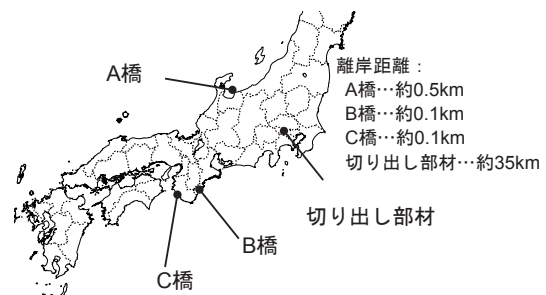 A橋
離岸距離：
A橋…約0.5km
B橋…約0.1km
C橋…約0.1km
切り出し部材…約35km
切り出し部材
B橋
C橋